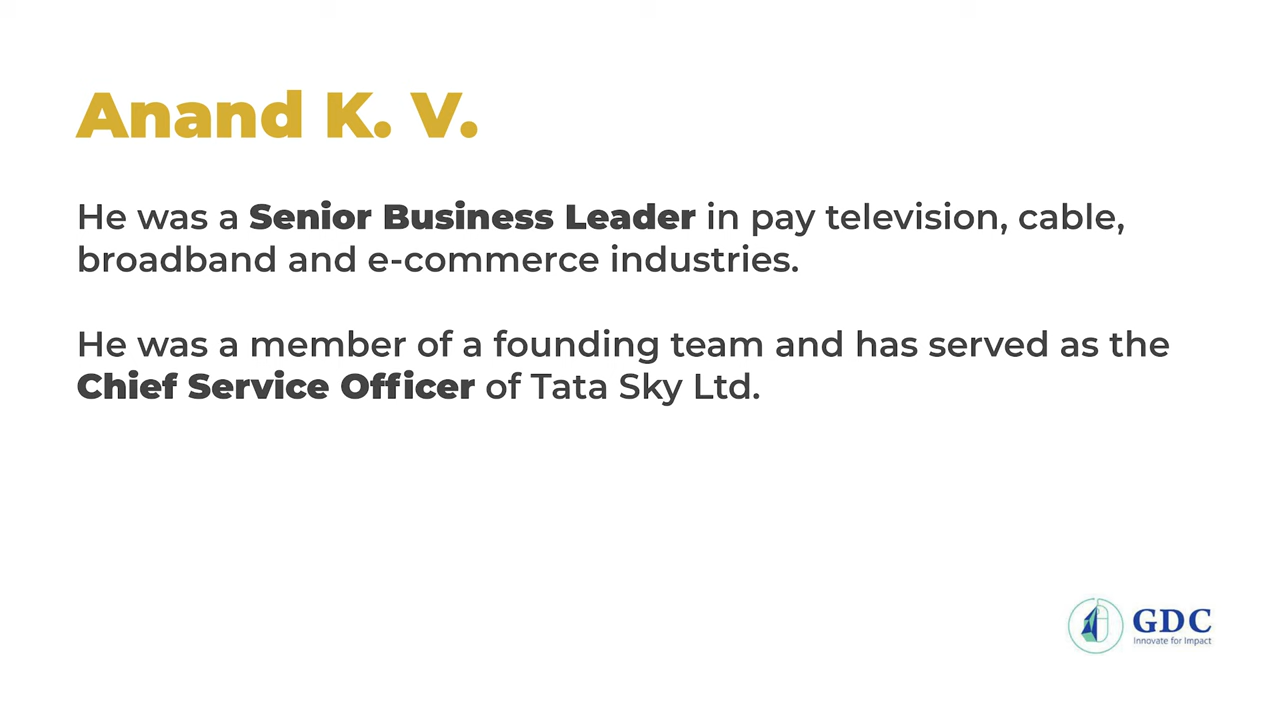 Anand K. V.
He was a Senior Business Leader in pay television, cable,
broadband and e-commerce industries.
He was a member of a founding team and has served as the
Chief Service Officer of Tata Sky Ltd.
GDC
Innovate for Impact